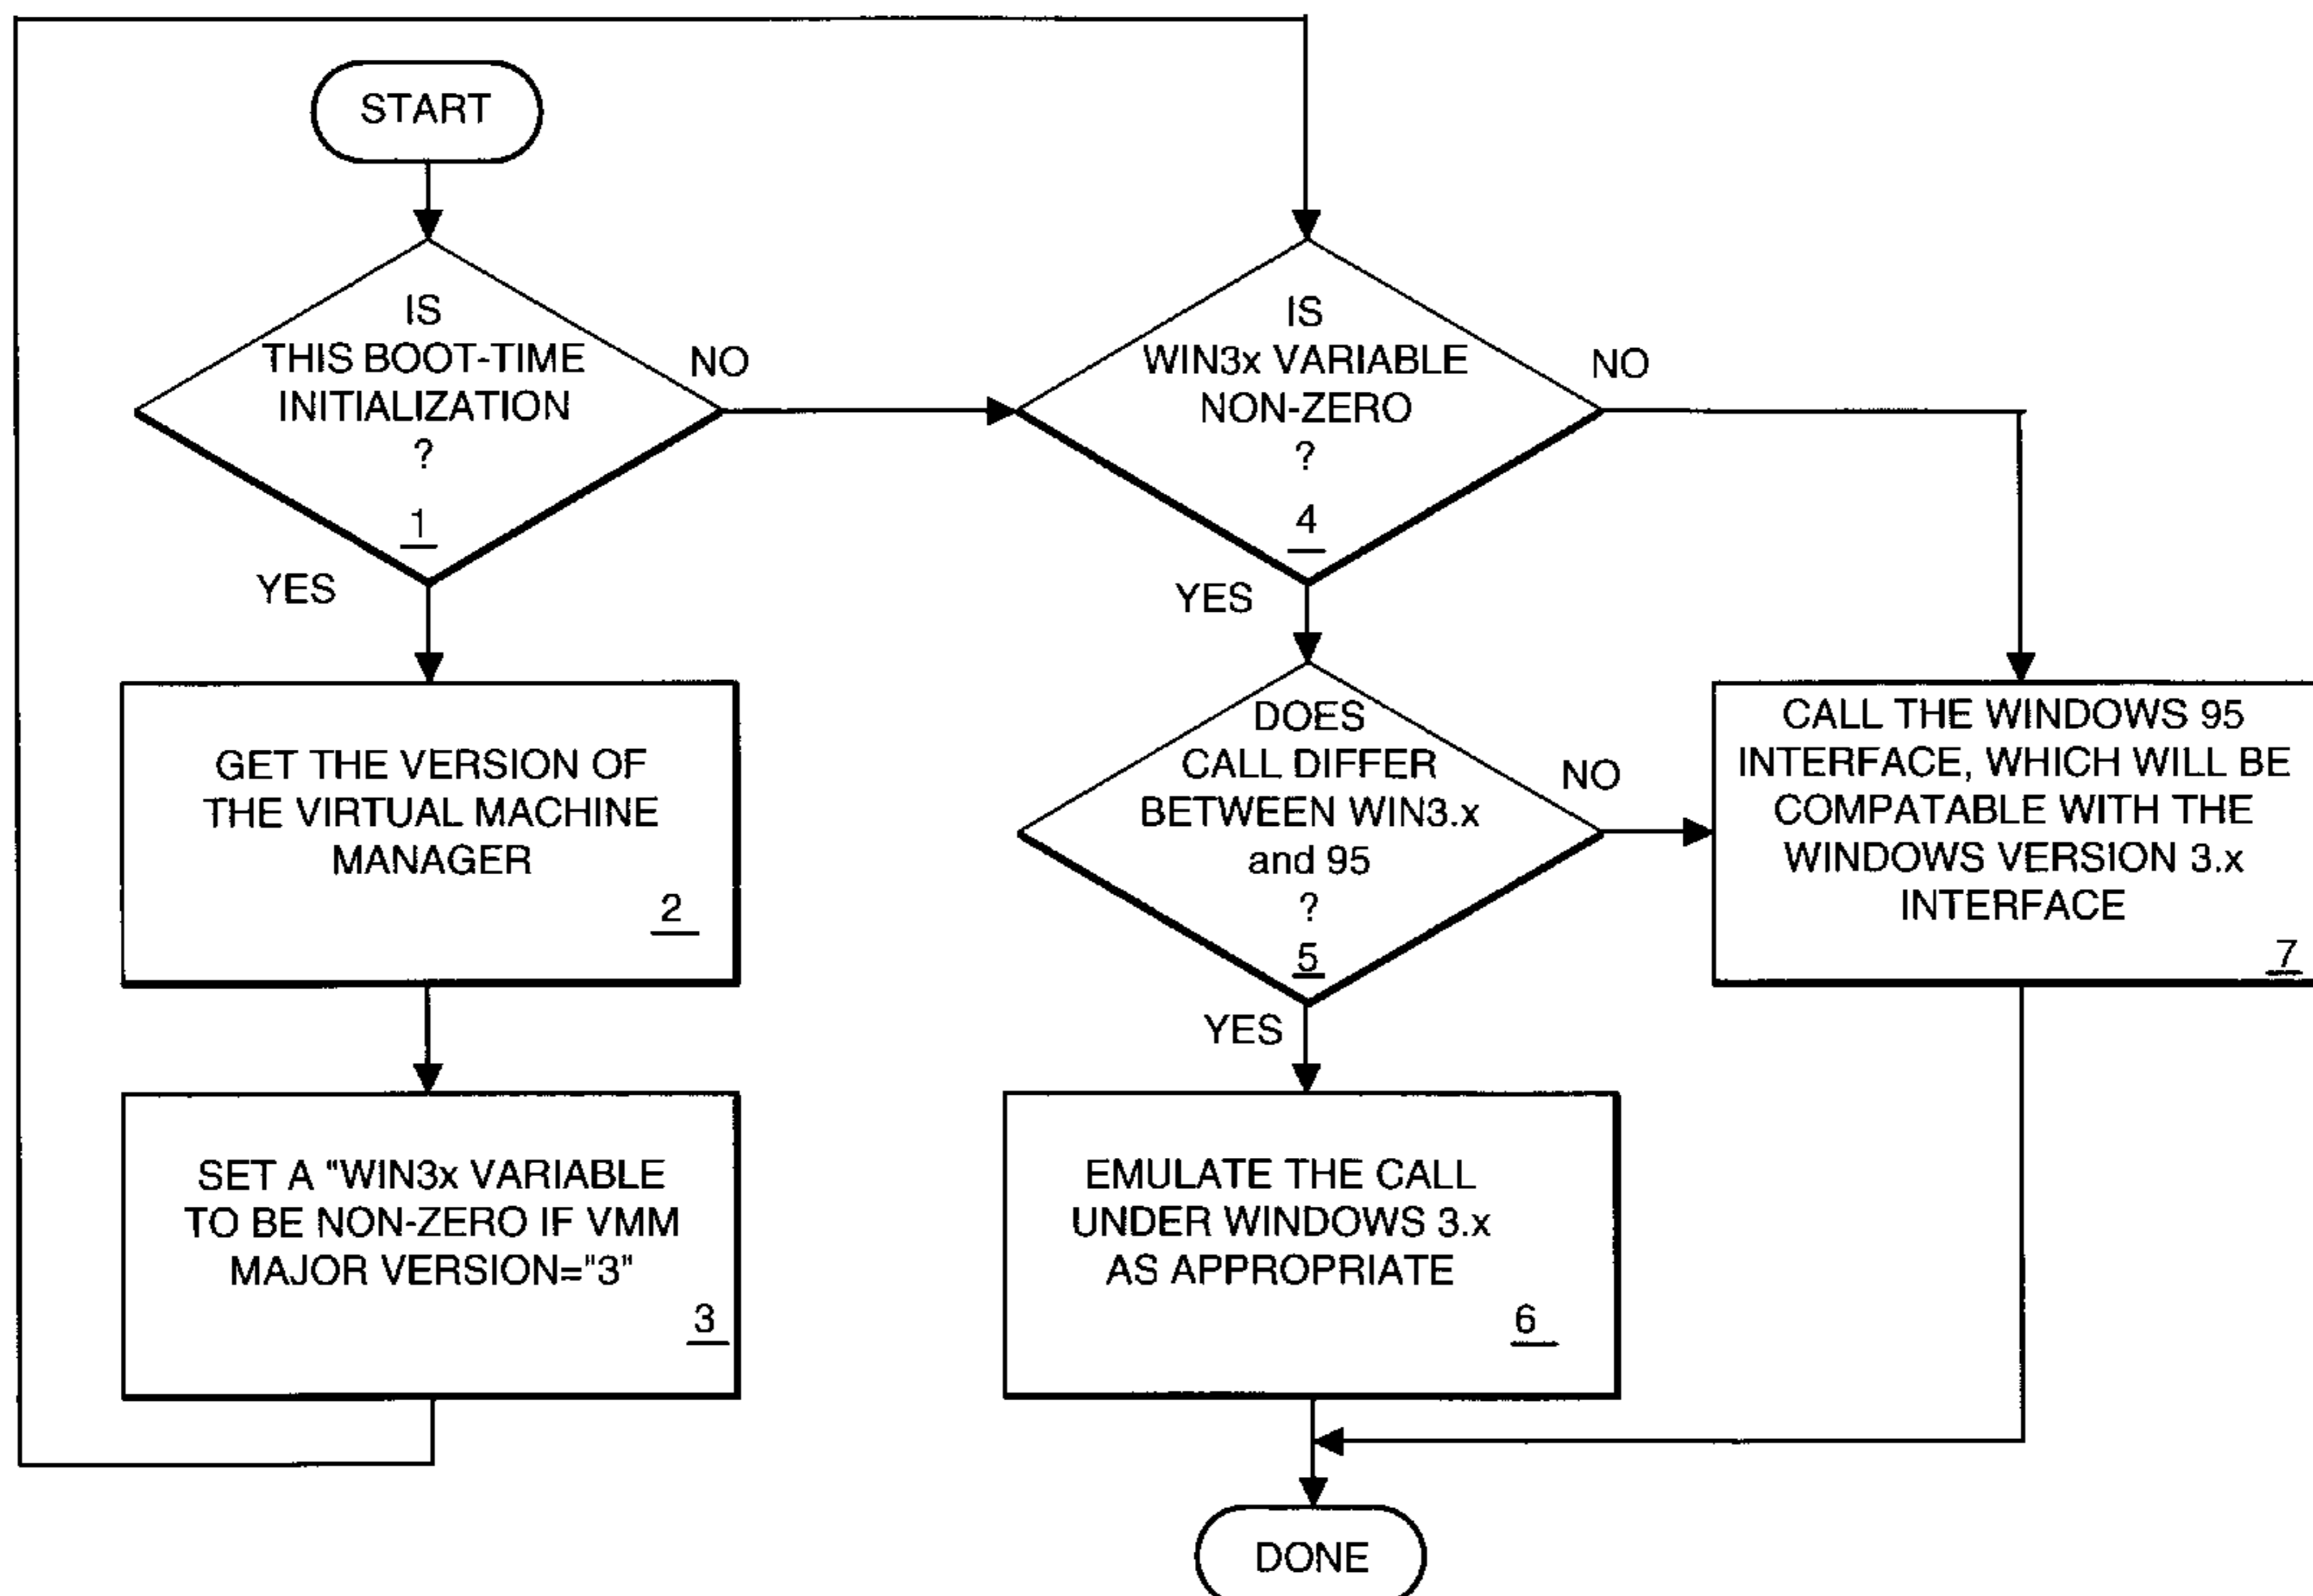 START
IS
THIS BOOT-TIME
INITIALIZATION
?
1
NO
YES
GET THE VERSION OF
THE VIRTUAL MACHINE
MANAGER
2
SET A "WIN3x VARIABLE
TO BE NON-ZERO IF VMM
MAJOR VERSION="3"
3
IS
WIN3x VARIABLE
NON-ZERO
?
4
NO
YES
DOES
CALL DIFFER
BETWEEN WIN3.x
and 95
?
5
NO
YES
EMULATE THE CALL
UNDER WINDOWS 3.x
AS APPROPRIATE
6
CALL THE WINDOWS 95
INTERFACE, WHICH WILL BE
COMPATABLE WITH THE
WINDOWS VERSION 3.x
INTERFACE
7
DONE